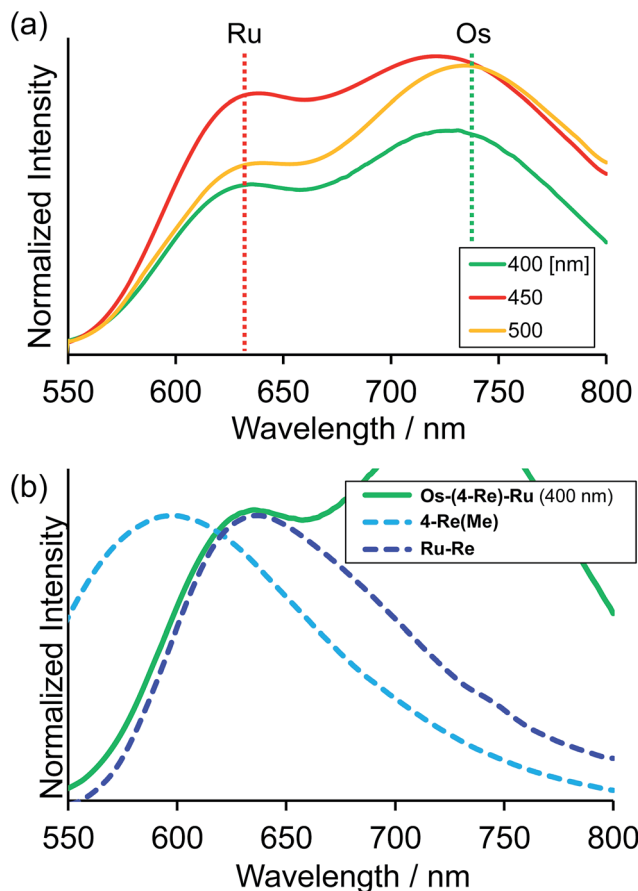 (a)
Ru
Os
Normalized Intensity
400 [nm]
450
500
550 600 650 700 750 800
Wavelength / nm
(b)
Normalized Intensity
Os-(4-Re)-Ru (400 nm)
4-Re(Me)
Ru-Re
550 600 650 700 750 800
Wavelength / nm